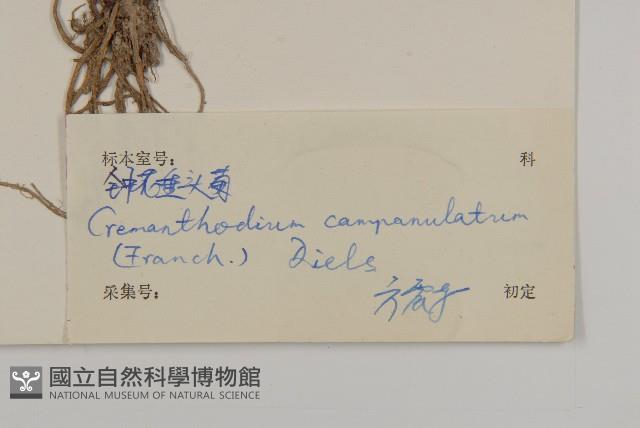 标本室号： 科
钟花垂头菊
Cremanthodium campanulatum
(Franch.) Diels
采集号： 初定
國立自然科學博物館
NATIONAL MUSEUM OF NATURAL SCIENCE